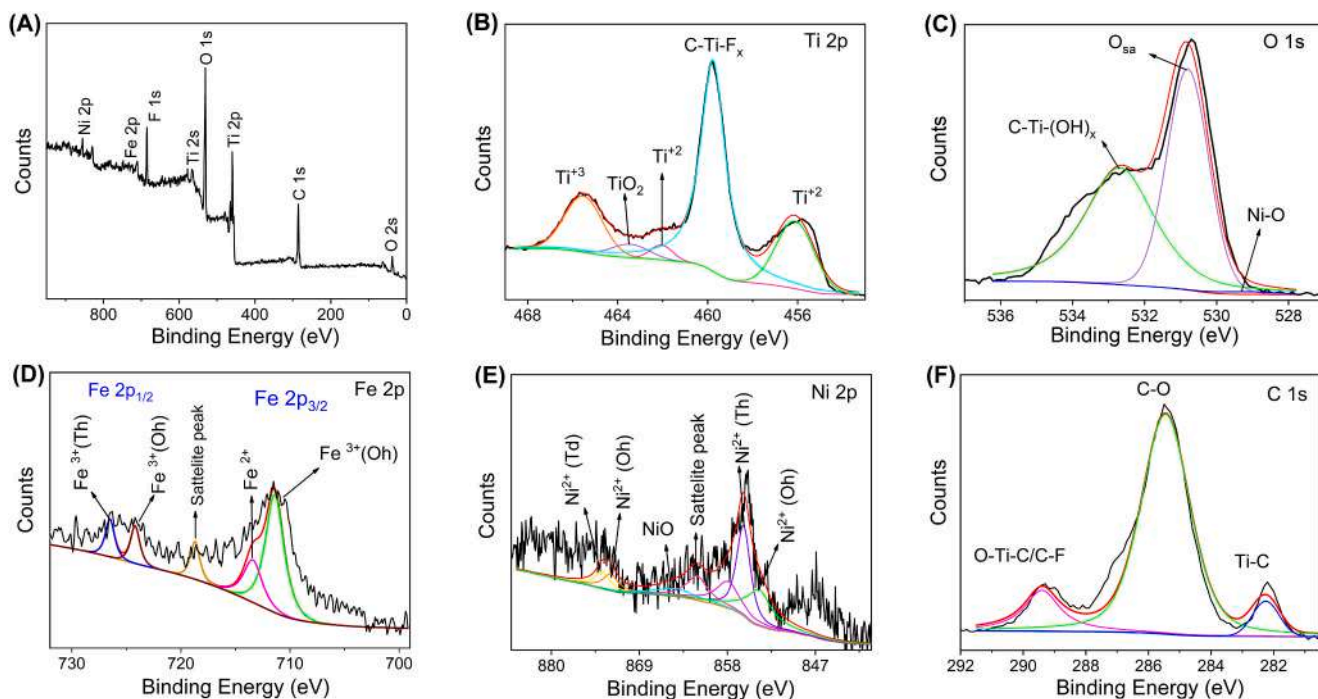 (A)
Counts
Ni 2p
Fe 2p
F 1s
Ti 2s
O 1s
Ti 2p
C 1s
O 2s
800 600 400 200 0
Binding Energy (eV)
(B)
Ti 2p
Counts
Ti⁺³
TiO₂
Ti⁺²
C-Ti-Fₓ
Ti⁺²
468 464 460 456
Binding Energy (eV)
(C)
O 1s
Counts
C-Ti-(OH)ₓ
Oₛₐ
Ni-O
536 534 532 530 528
Binding Energy (eV)
(D)
Fe 2p₁/₂
Fe 2p₃/₂
Fe 2p
Counts
Fe ³⁺(Th)
Fe ³⁺(Oh)
Sattelite peak
Fe²⁺
Fe ³⁺(Oh)
730 720 710 700
Binding Energy (eV)
(E)
Ni 2p
Counts
Ni²⁺ (Td)
Ni²⁺ (Oh)
NiO
Sattelite peak
Ni²⁺ (Th)
Ni²⁺ (Oh)
880 869 858 847
Binding Energy (eV)
(F)
C 1s
Counts
O-Ti-C/C-F
C-O
Ti-C
292 290 288 286 284 282
Binding Energy (eV)